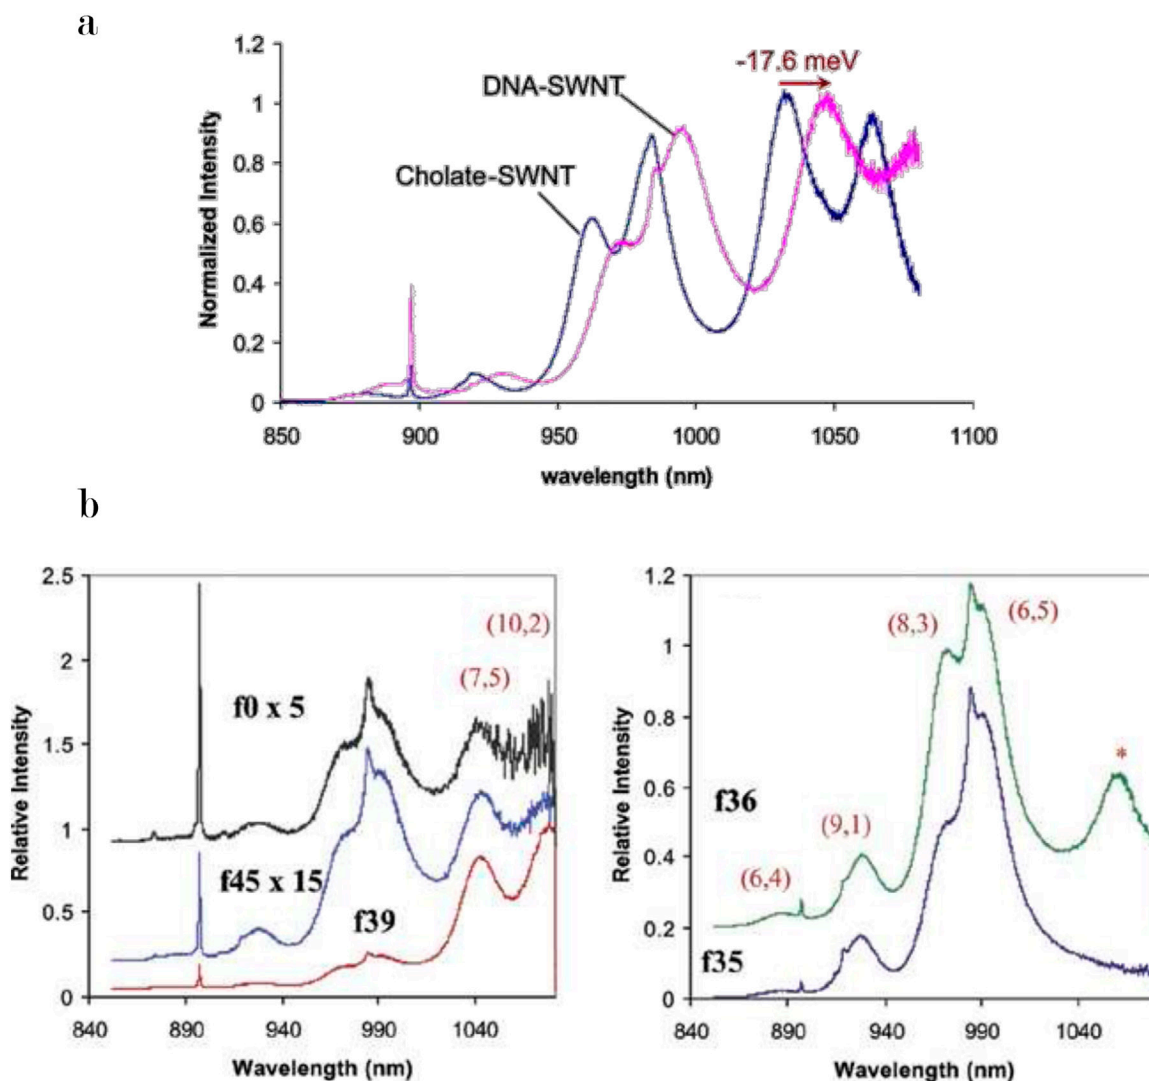 a
1.2
1
0.8
0.6
0.4
0.2
0
Normalized Intensity
-17.6 meV
DNA-SWNT
Cholate-SWNT
850 900 950 1000 1050 1100
wavelength (nm)
b
2.5
2
1.5
1
0.5
0
Relative Intensity
(10,2)
(7,5)
f0 x 5
f45 x 15
f39
840 890 940 990 1040
Wavelength (nm)
1.2
1
0.8
0.6
0.4
0.2
0
Relative Intensity
(8,3) (6,5)
*
f36
(9,1)
(6,4)
f35
840 890 940 990 1040
Wavelength (nm)